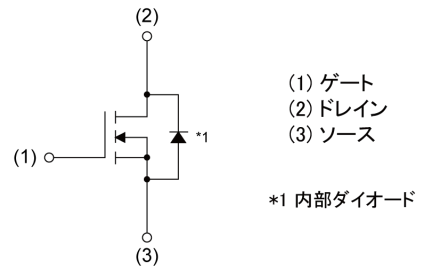 (2)
*1
(1)
(3)
(1) ゲート
(2) ドレイン
(3) ソース
*1 内部ダイオード